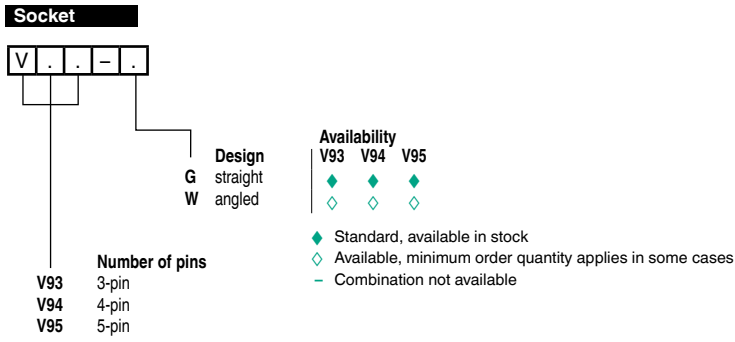 Socket
V . . – .
Availability
Design V93 V94 V95
G straight ◆ ◆ ◆
W angled ◇ ◇ ◇
◆ Standard, available in stock
◇ Available, minimum order quantity applies in some cases
– Combination not available
Number of pins
V93 3-pin
V94 4-pin
V95 5-pin